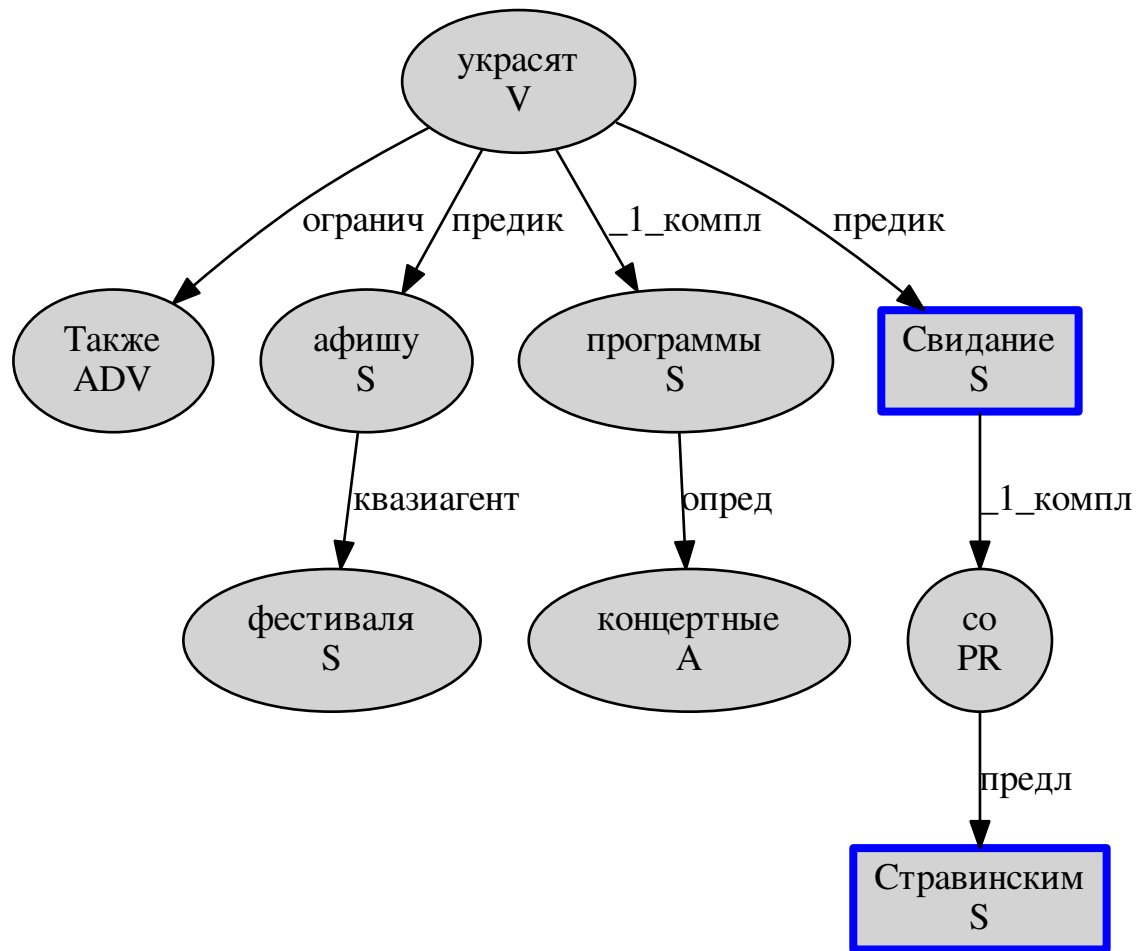 украсят
V
огранич
предик
_1_компл
предик
Также
ADV
афишу
S
программы
S
Свидание
S
квазиагент
опред
_1_компл
фестиваля
S
концертные
A
со
PR
предл
Стравинским
S